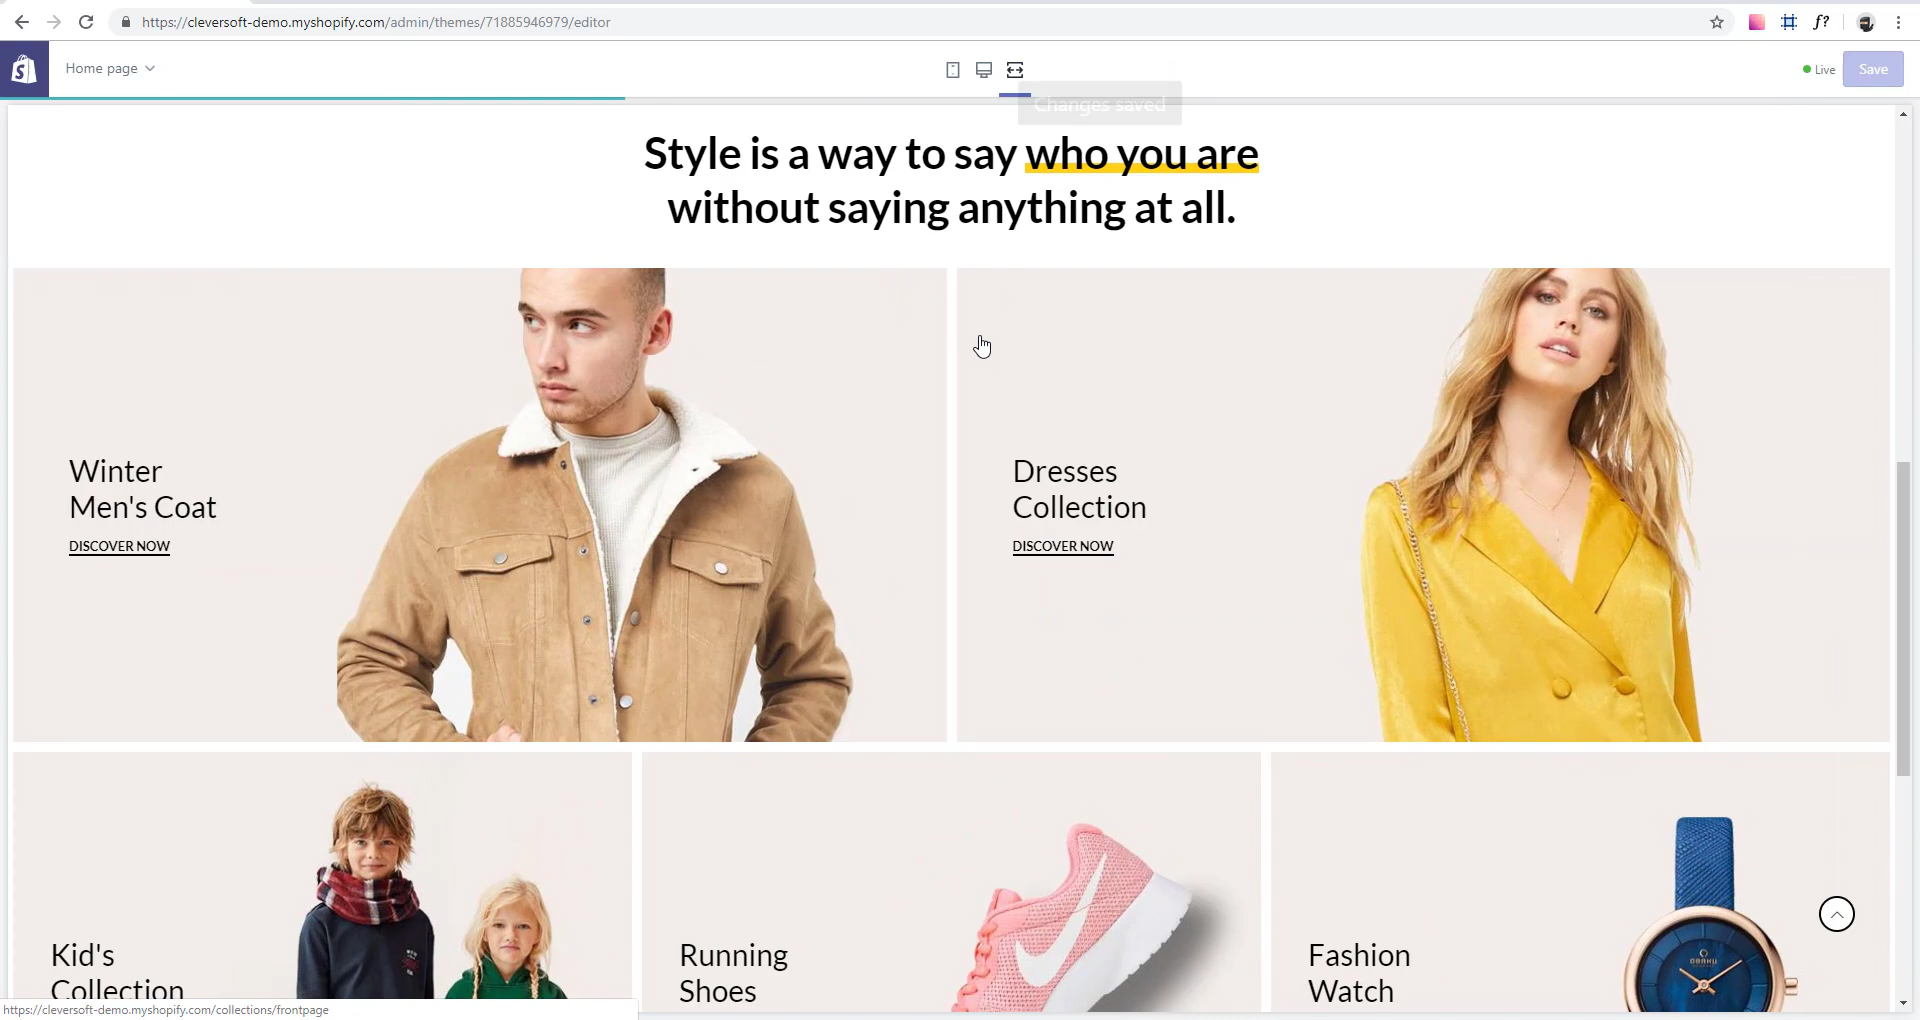 https://cleversoft-demo.myshopify.com/admin/themes/71885946979/editor
f?
Home page
Live
Save
Changes saved
Style is a way to say who you are
without saying anything at all.
Winter
Men's Coat
DISCOVER NOW
Dresses
Collection
DISCOVER NOW
Kid's
Collection
Running
Shoes
Fashion
Watch
OBAKU
https://cleversoft-demo.myshopify.com/collections/frontpage